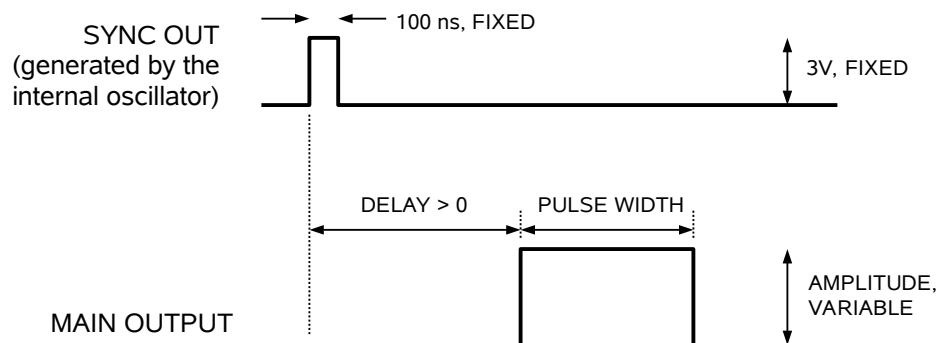 100 ns, FIXED
SYNC OUT
(generated by the
internal oscillator)
3V, FIXED
DELAY > 0
PULSE WIDTH
AMPLITUDE,
VARIABLE
MAIN OUTPUT